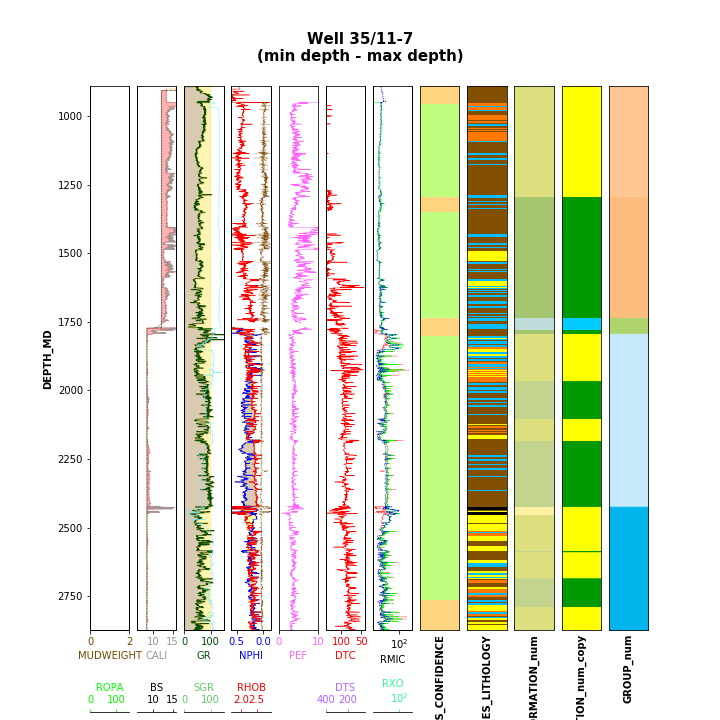 Well 35/11-7
(min depth - max depth)
DEPTH_MD
1000
1250
1500
1750
2000
2250
2500
2750
0 2 10 15 0 100 0.5 0.0 0 10 100 50 10²
MUDWEIGHT CALI GR NPHI PEF DTC RMIC
ROPA BS SGR RHOB DTS RXO
0 100 10 15 0 100 2.0 2.5 400 200 10²
S_CONFIDENCE
ES_LITHOLOGY
RMATION_num
ION_num_copy
GROUP_num